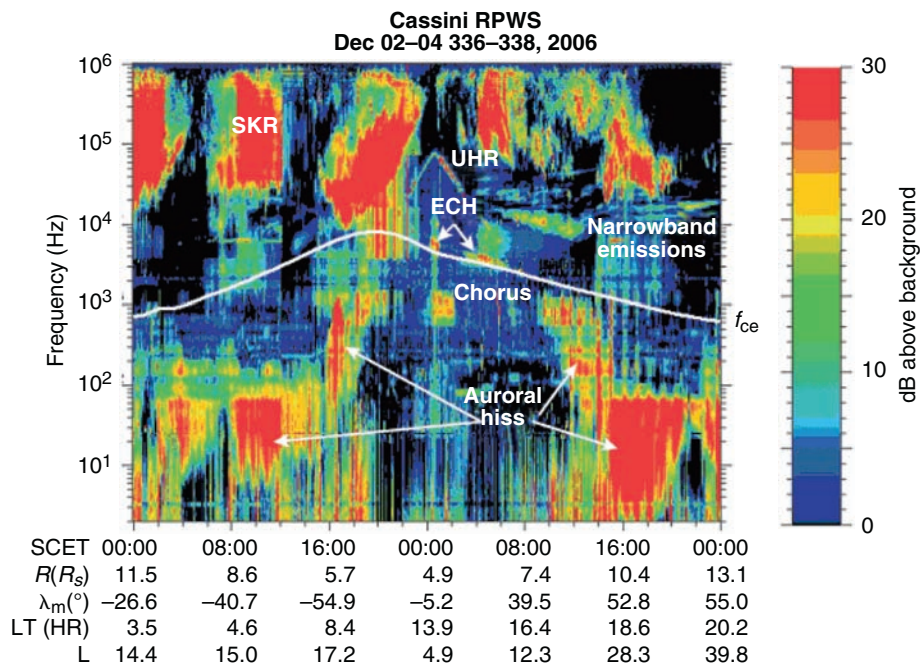 Cassini RPWS
Dec 02–04 336–338, 2006
Frequency (Hz)
10⁶
10⁵
10⁴
10³
10²
10¹
SKR
UHR
ECH
Narrowband
emissions
Chorus
f_ce
Auroral
hiss
30
20
10
0
dB above background
SCET 00:00 08:00 16:00 00:00 08:00 16:00 00:00
R(R_s) 11.5 8.6 5.7 4.9 7.4 10.4 13.1
λ_m(°) –26.6 –40.7 –54.9 –5.2 39.5 52.8 55.0
LT (HR) 3.5 4.6 8.4 13.9 16.4 18.6 20.2
L 14.4 15.0 17.2 4.9 12.3 28.3 39.8